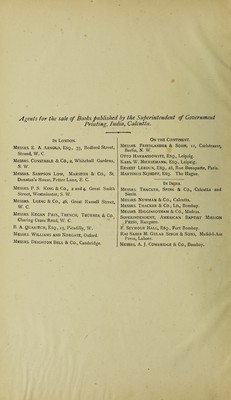 Agents for the sale of Books published by the Superintendent of Government
Printing, India, Calcutta.
IN LONDON.
MESSRS. E. A. ARNOLD, Esq., 37, Bedford Street,
Strand, W. C.
MESSRS. CONSTABLE & CO., 2, Whitehall Gardens,
S. W.
MESSRS. SAMPSON LOW, MARSTON & CO., St.
Dunstan's House, Fetter Lane, E. C.
MESSRS. P. S. KING & CO., 2 and 4, Great Smith
Street, Westminster, S. W.
MESSRS. LUZAC & CO., 46, Great Russell Street,
W. C.
MESSRS. KEGAN PAUL, TRENCH, TRÜBNER & CO.,
Charing Cross Road, W. C.
B. A. QUARITCH, Esq., 15, Piccadilly, W.
MESSRS. WILLIAMS AND NORGATE, Oxford.
MESSRS. DEIGHTON BELL & CO., Cambridge.
ON THE CONTINENT.
MESSRS. FRIEDLÄNDER & SOHN, 11, Carlstrasse,
Berlin, N. W.
OTTO HARRASSOWITZ, Esq., Leipzig.
KARL W. HIERSEMANN, Esq., Leipzig.
ERNEST LEROUX, Esq., 28, Rue Bonaparte, Paris.
MARTINUS NIJHOFF, Esq. The Hague.
IN INDIA.
MESSRS. THACKER, SPINK & CO., Calcutta and
Simla.
MESSRS. NEWMAN & CO., Calcutta.
MESSRS. THACKER & CO., Ld., Bombay.
MESSRS. HIGGINBOTHAM & CO., Madras.
SUPERINTENDENT, AMERICAN BAPTIST MISSION
PRESS, Rangoon.
F. SEYMOUR HALL, Esq., Fort Bombay.
RAI SAHIB M. GULAB SINGH & SONS, Mufid-i-Am
Press, Lahore.
MESSRS. A. J. COMBRIDGE & CO., Bombay.